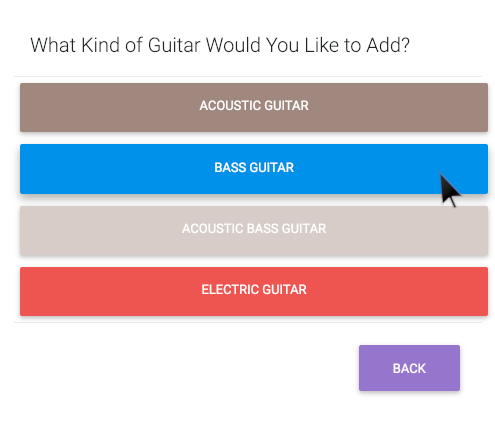 What Kind of Guitar Would You Like to Add?
ACOUSTIC GUITAR
BASS GUITAR
ACOUSTIC BASS GUITAR
ELECTRIC GUITAR
BACK